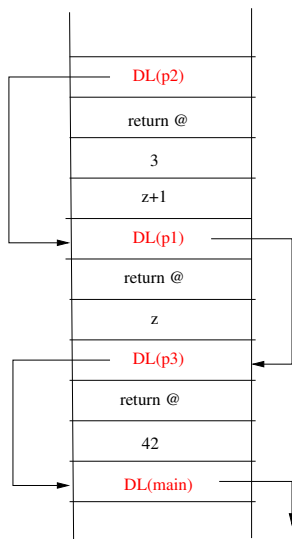 DL(p2)
return @
3
z+1
DL(p1)
return @
z
DL(p3)
return @
42
DL(main)